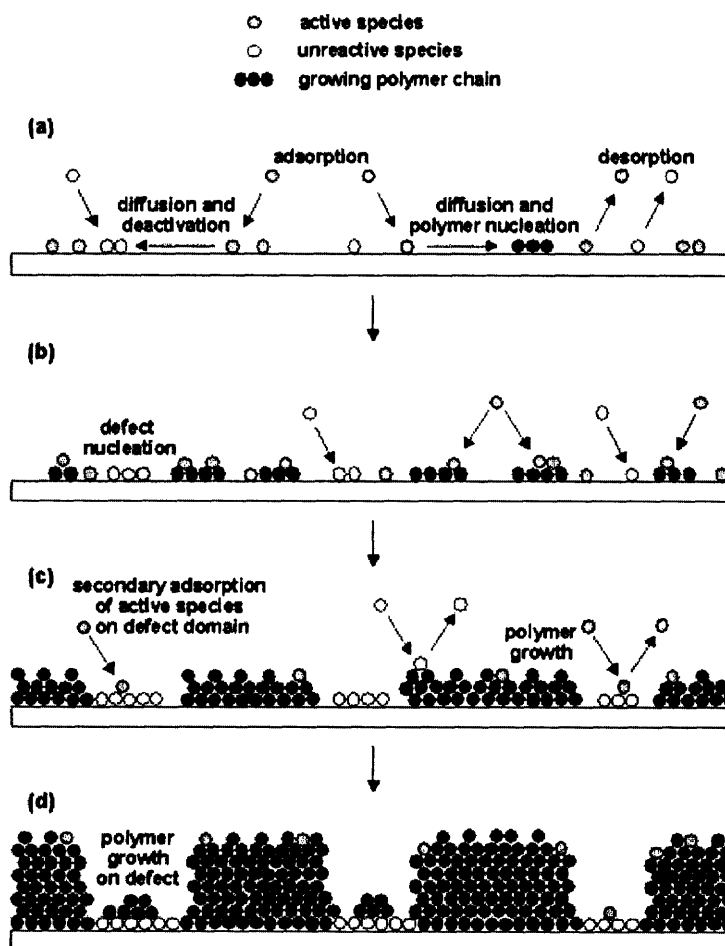 active species
unreactive species
growing polymer chain
(a)
adsorption
desorption
diffusion and
deactivation
diffusion and
polymer nucleation
(b)
defect
nucleation
(c)
secondary adsorption
of active species
on defect domain
polymer
growth
(d)
polymer
growth
on defect